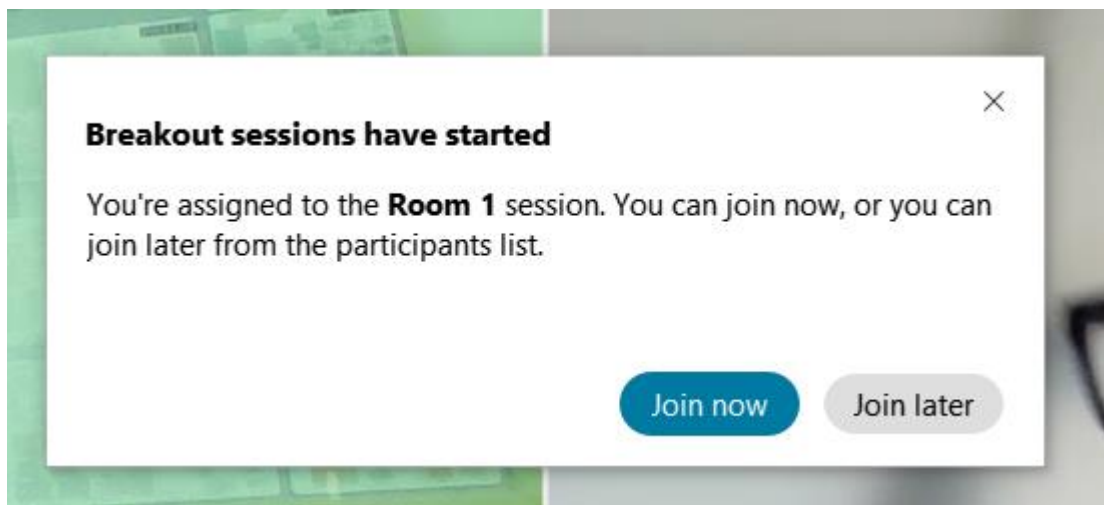 Breakout sessions have started
You're assigned to the Room 1 session. You can join now, or you can
join later from the participants list.
Join now
Join later